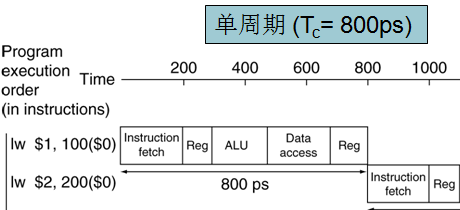 单周期 (TC= 800ps)
Program
execution
order
(in instructions)
Time
200 400 600 800 1000
lw $1, 100($0)
Instruction
fetch
Reg
ALU
Data
access
Reg
800 ps
lw $2, 200($0)
Instruction
fetch
Reg